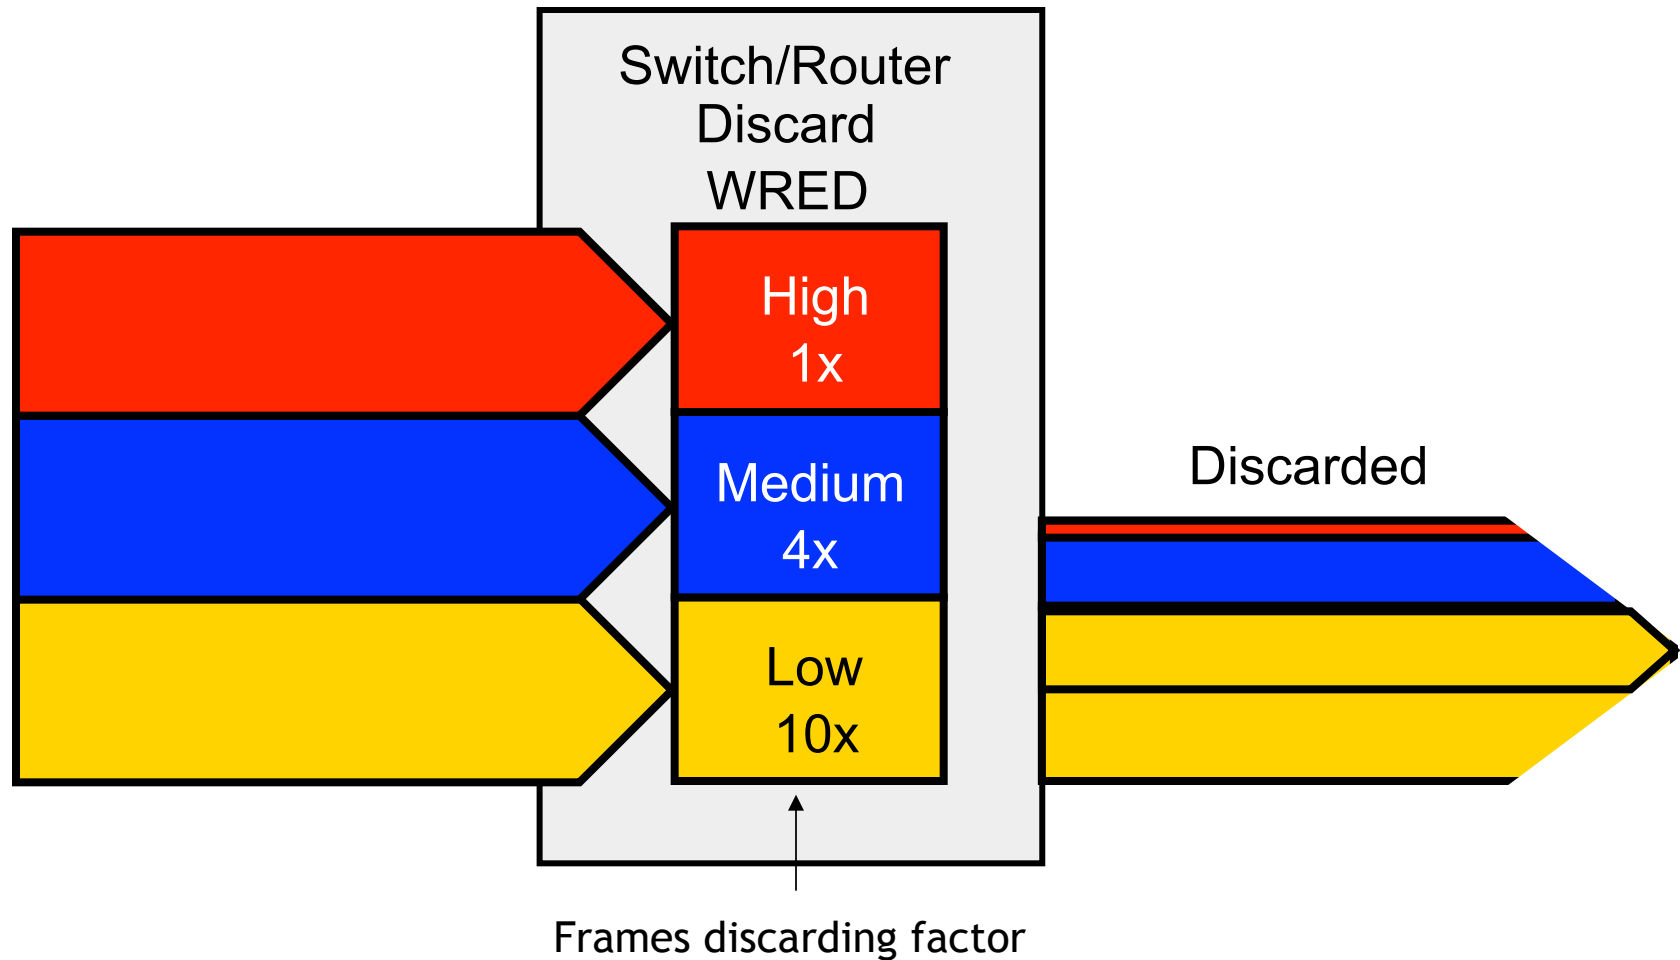 Switch/Router
Discard
WRED
High
1x
Medium
4x
Low
10x
Discarded
Frames discarding factor